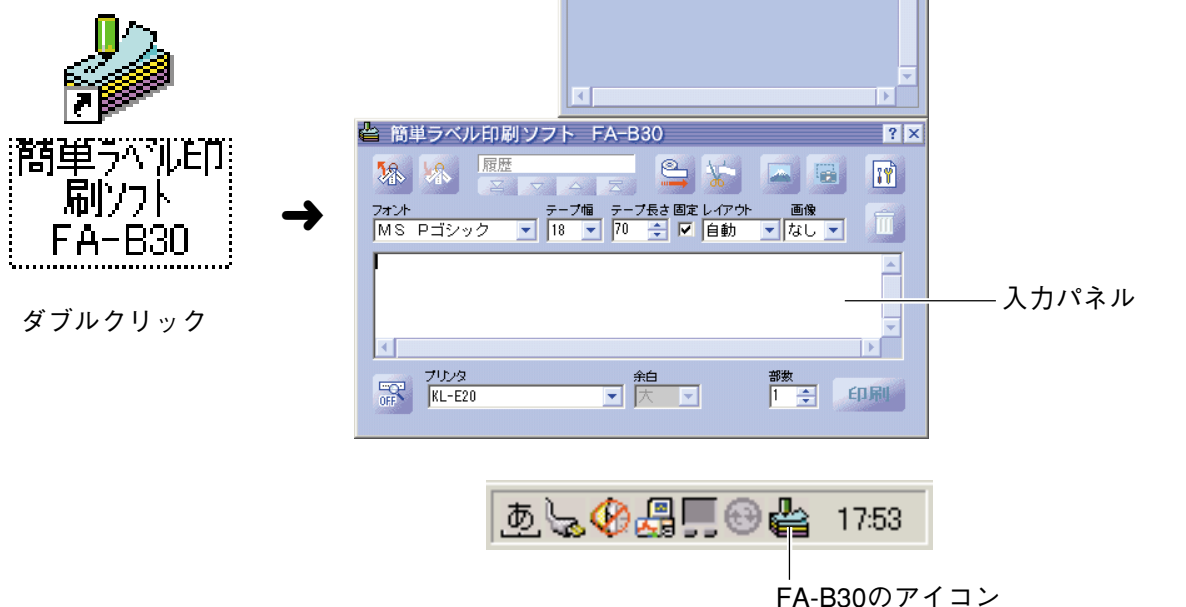 簡単ラベル印
刷ソフト
FA-B30
ダブルクリック
簡単ラベル印刷ソフト FA-B30
履歴
フォント テープ幅 テープ長さ 固定 レイアウト 画像
MS Pゴシック 18 70 自動 なし
入力パネル
プリンタ 余白 部数
OFF KL-E20 大 1 印刷
あ 17:53
FA-B30のアイコン